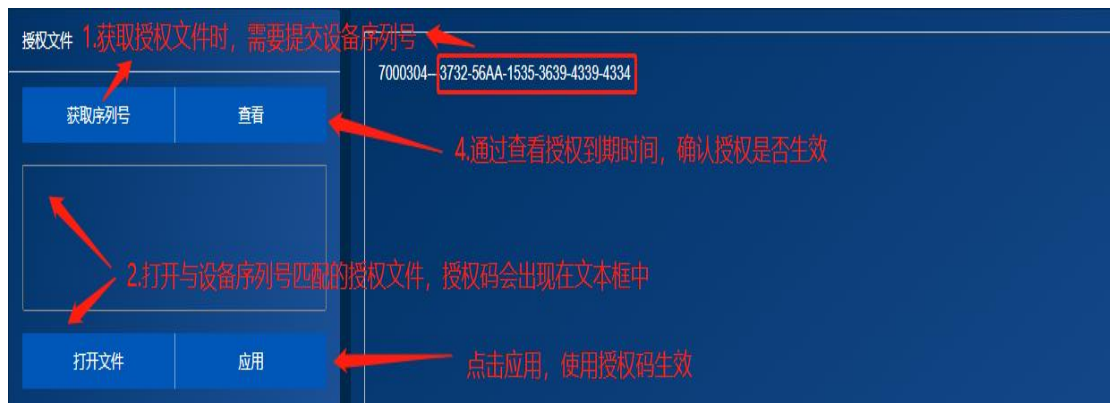 授权文件
1.获取授权文件时，需要提交设备序列号
7000304--3732-56AA-1535-3639-4339-4334
获取序列号
查看
4.通过查看授权到期时间，确认授权是否生效
2.打开与设备序列号匹配的授权文件，授权码会出现在文本框中
打开文件
应用
点击应用，使用授权码生效